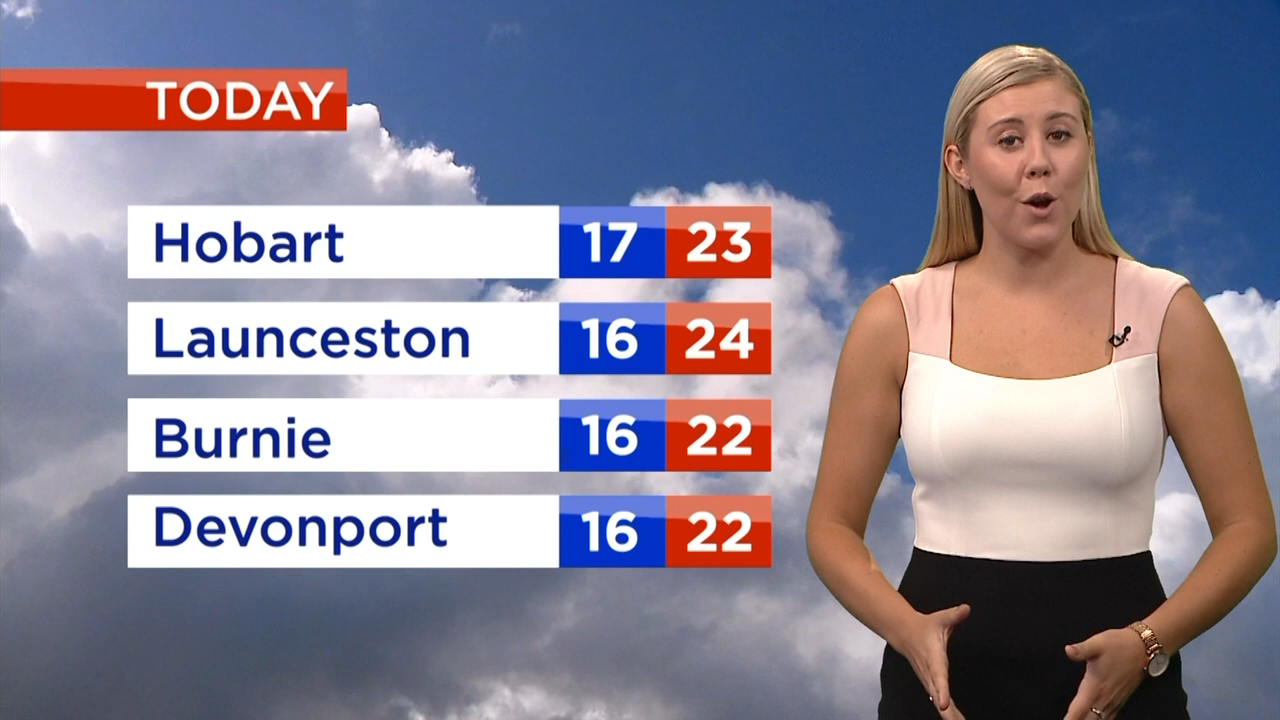 TODAY
Hobart 17 23
Launceston 16 24
Burnie 16 22
Devonport 16 22